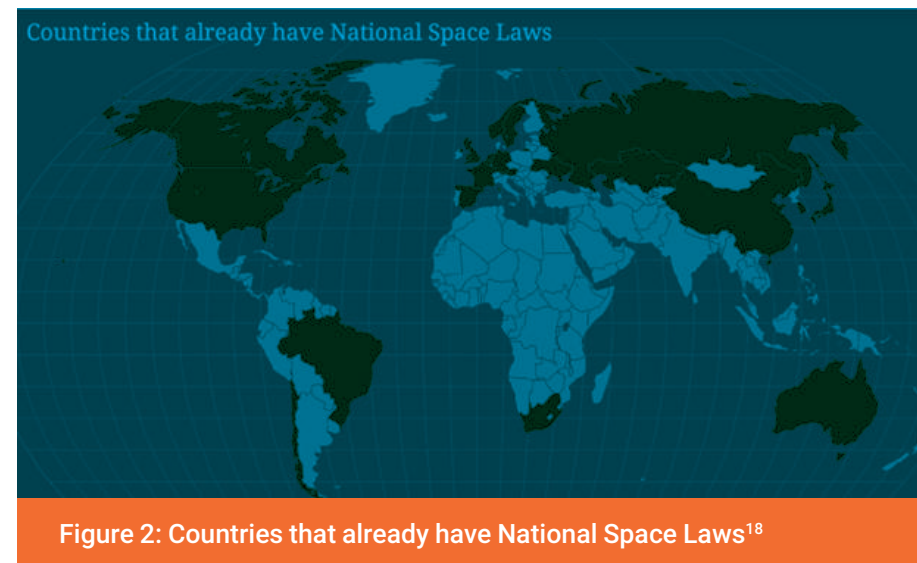 Countries that already have National Space Laws
Figure 2: Countries that already have National Space Laws18